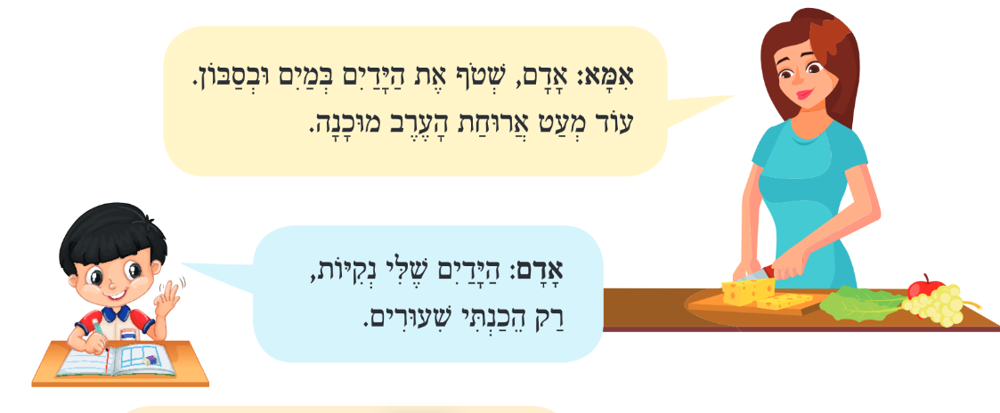 אִמָּא: אָדָם, שְׁטֹף אֶת הַיָּדַיִם בְּמַיִם וּבְסַבּוֹן.
עוֹד מְעַט אֲרוּחַת הָעֶרֶב מוּכָנָה.
אָדָם: הַיָּדַיִם שֶׁלִּי נְקִיּוֹת,
רַק הֵכַנְתִּי שִׁעוּרִים.